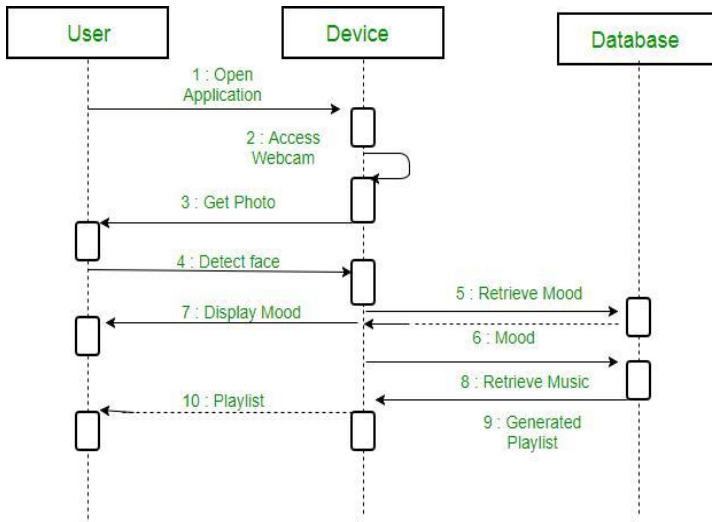 User
Device
Database
1 : Open
Application
2 : Access
Webcam
3 : Get Photo
4 : Detect face
5 : Retrieve Mood
7 : Display Mood
6 : Mood
8 : Retrieve Music
10 : Playlist
9 : Generated
Playlist